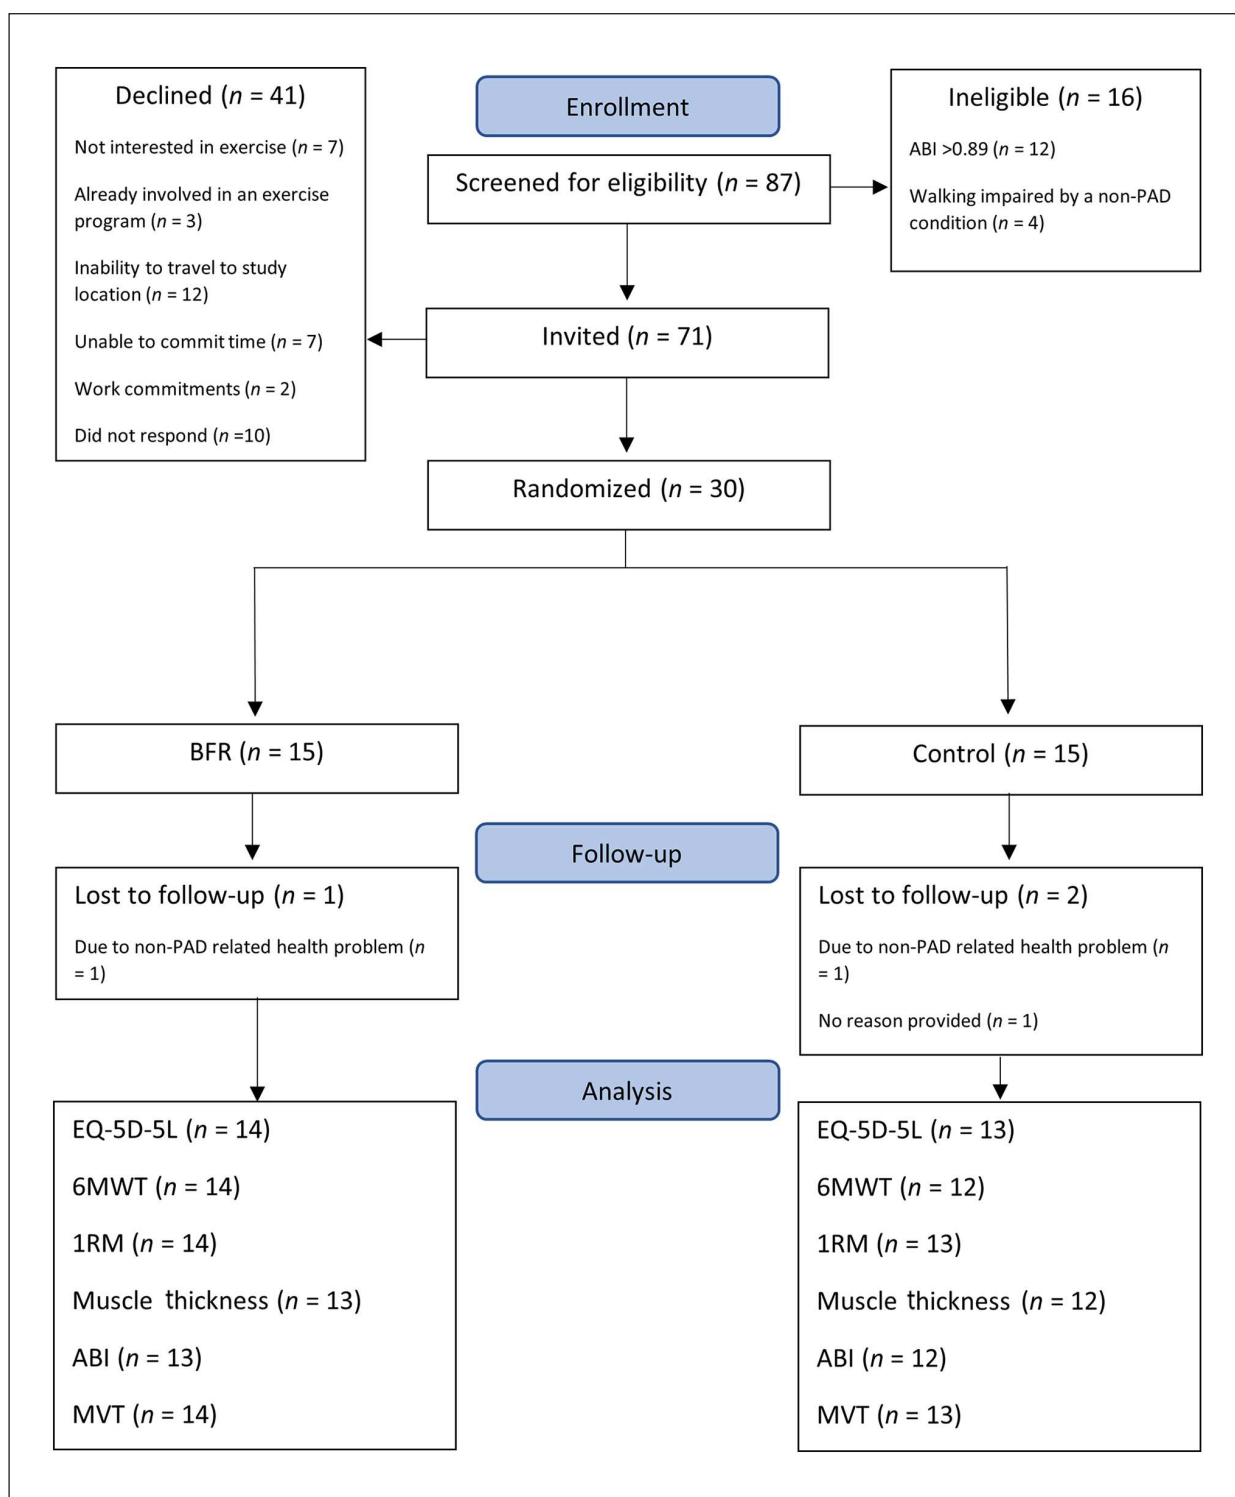 Declined (n = 41)
Not interested in exercise (n = 7)
Already involved in an exercise
program (n = 3)
Inability to travel to study
location (n = 12)
Unable to commit time (n = 7)
Work commitments (n = 2)
Did not respond (n =10)
Enrollment
Screened for eligibility (n = 87)
Ineligible (n = 16)
ABI >0.89 (n = 12)
Walking impaired by a non-PAD
condition (n = 4)
Invited (n = 71)
Randomized (n = 30)
BFR (n = 15)
Control (n = 15)
Follow-up
Lost to follow-up (n = 1)
Due to non-PAD related health problem (n
= 1)
Lost to follow-up (n = 2)
Due to non-PAD related health problem (n
= 1)
No reason provided (n = 1)
Analysis
EQ-5D-5L (n = 14)
6MWT (n = 14)
1RM (n = 14)
Muscle thickness (n = 13)
ABI (n = 13)
MVT (n = 14)
EQ-5D-5L (n = 13)
6MWT (n = 12)
1RM (n = 13)
Muscle thickness (n = 12)
ABI (n = 12)
MVT (n = 13)